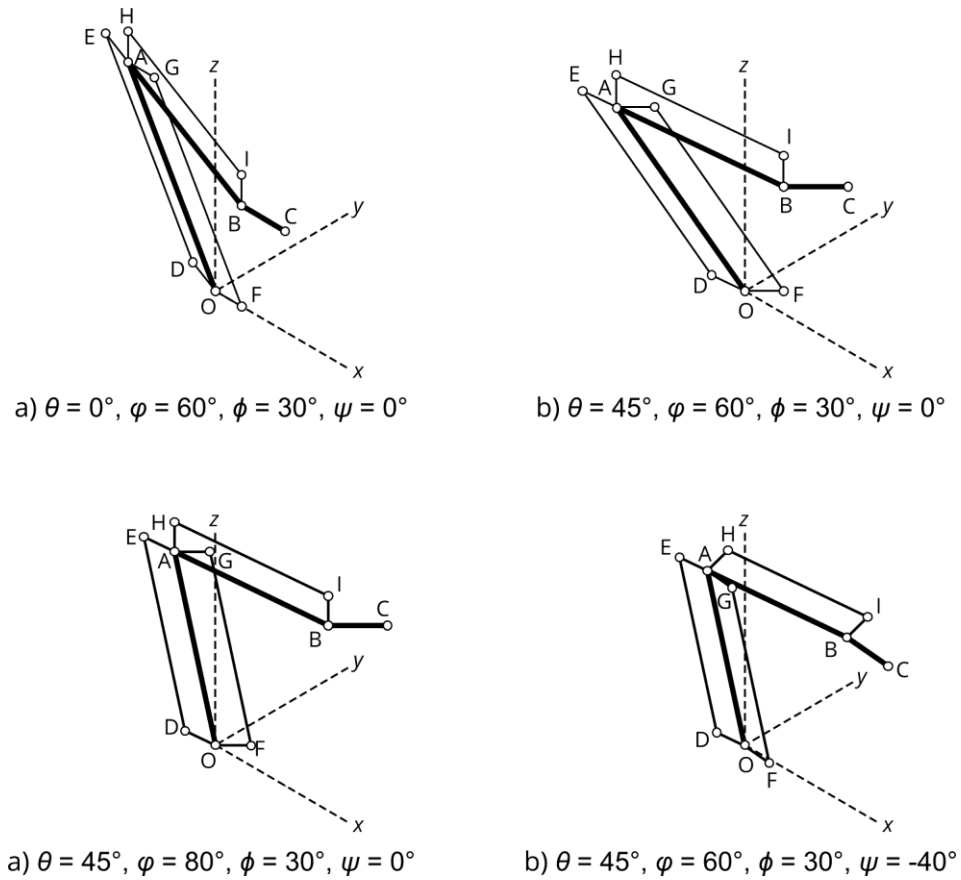 H
E
A
G
z
I
B
C
y
D
O
F
x
a) θ = 0°, φ = 60°, ϕ = 30°, ψ = 0°
H
E
A
G
z
I
B
C
y
D
O
F
x
b) θ = 45°, φ = 60°, ϕ = 30°, ψ = 0°
H
E
A
G
z
I
C
B
y
D
O
F
x
a) θ = 45°, φ = 80°, ϕ = 30°, ψ = 0°
z
H
E
A
G
I
B
C
y
D
O
F
x
b) θ = 45°, φ = 60°, ϕ = 30°, ψ = -40°